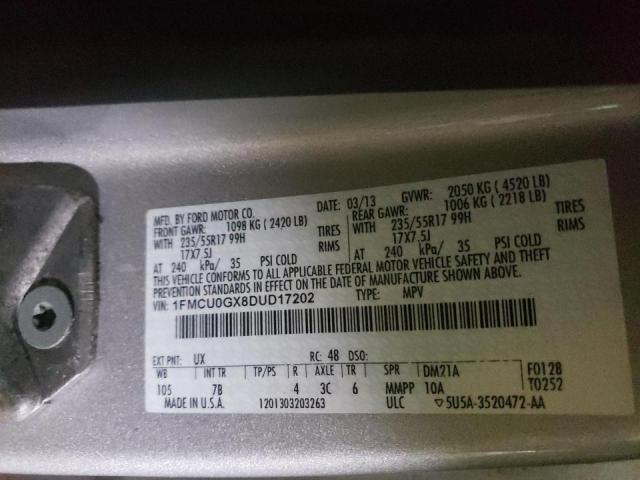 MFD. BY FORD MOTOR CO. 03/13 GVWR: 2050 KG ( 4520 LB)
FRONT GAWR: 1098 KG ( 2420 LB) REAR GAWR: 1006 KG ( 2218 LB)
WITH 235/55R17 99H TIRES WITH 235/55R17 99H TIRES
17X7.5J RIMS 17X7.5J RIMS
AT 240 kPa/ 35 PSI COLD AT 240 kPa/ 35 PSI COLD
THIS VEHICLE CONFORMS TO ALL APPLICABLE FEDERAL MOTOR VEHICLE SAFETY AND THEFT
PREVENTION STANDARDS IN EFFECT ON THE DATE OF MANUFACTURE SHOWN ABOVE.
VIN: 1FMCU0GX8DUD17202 TYPE: MPV
EXT PNT: UX RC: 48 DSO:
WB INT TR TP/PS R AXLE TR SPR DM21A F0128
105 7B 4 3C 6 MMPP 10A T0252
MADE IN U.S.A. 1201303203263 ULC ▽5U5A-3520472-AA